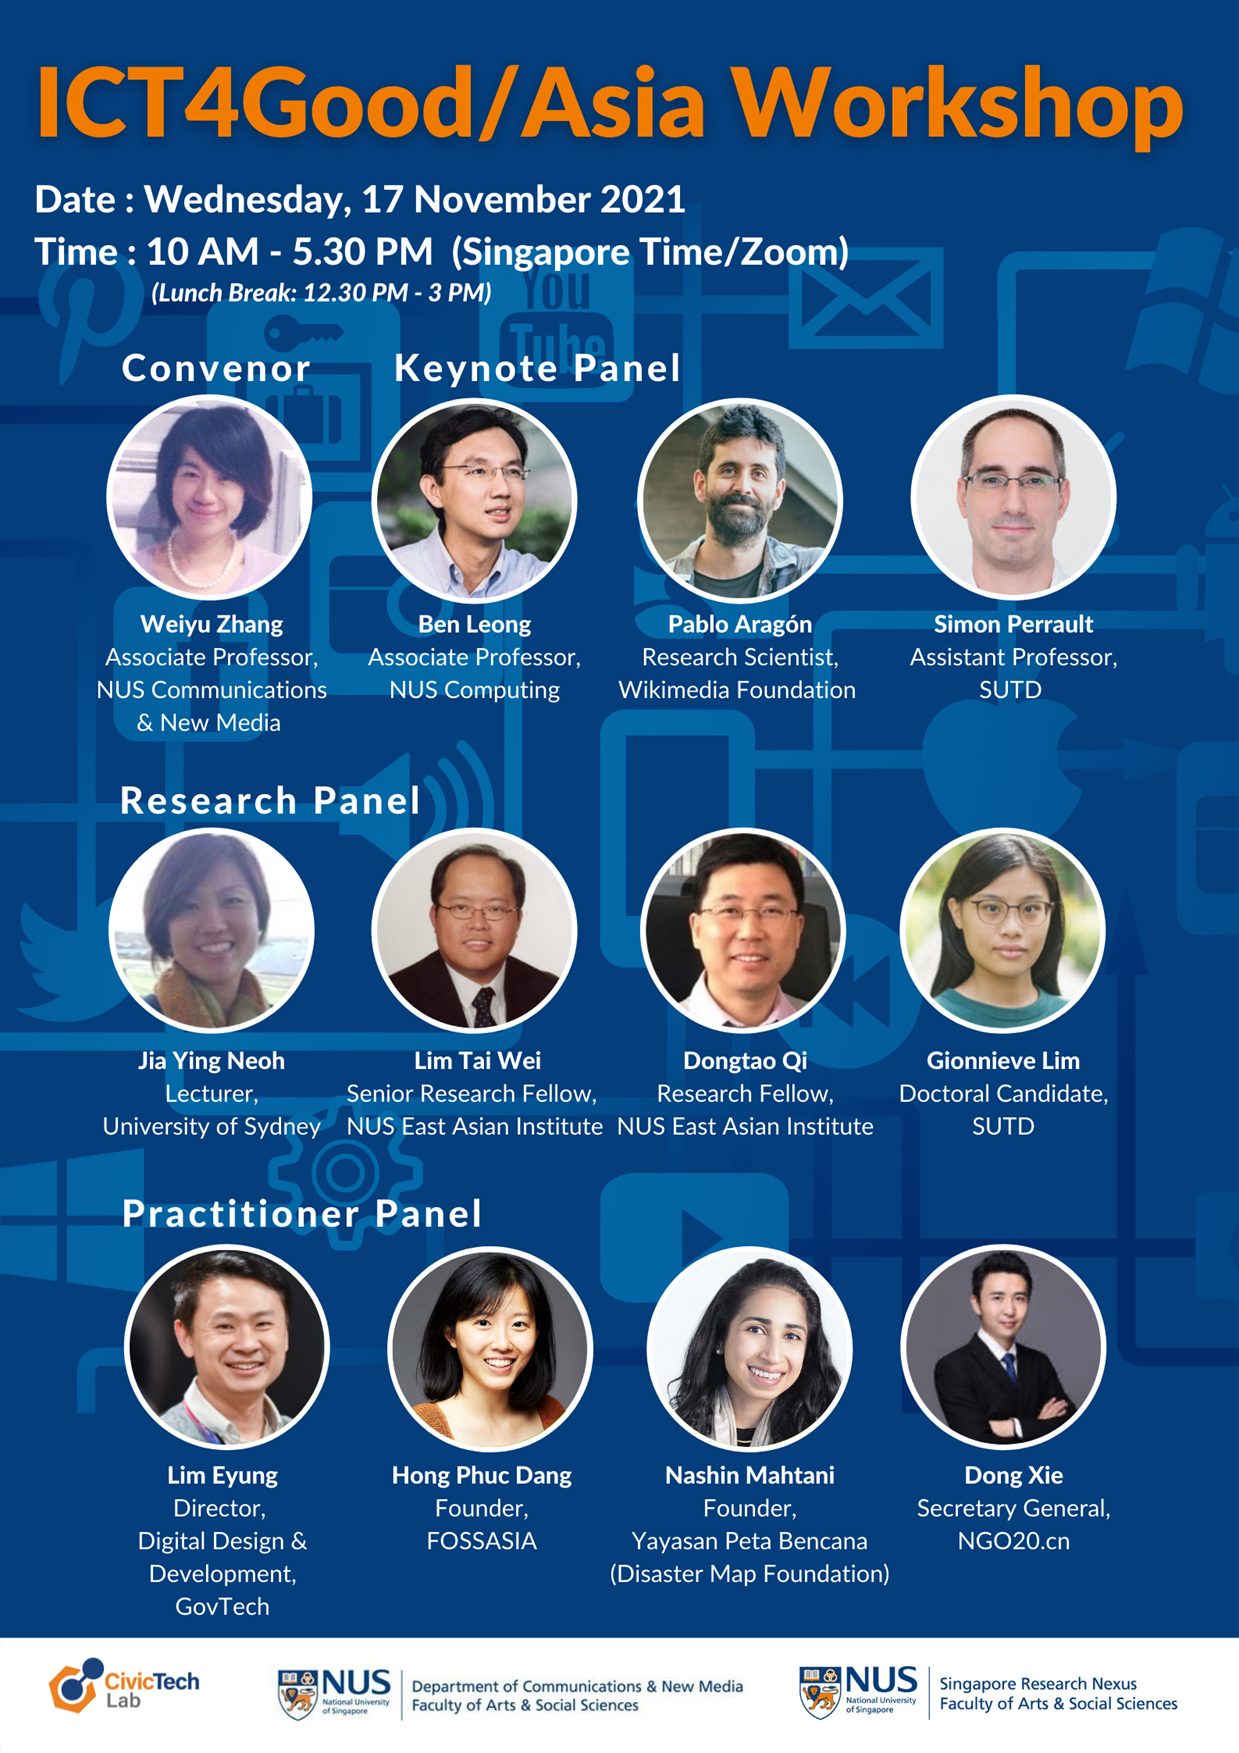 ICT4Good/Asia Workshop
Date : Wednesday, 17 November 2021
Time : 10 AM - 5.30 PM (Singapore Time/Zoom)
(Lunch Break: 12.30 PM - 3 PM)
You
Tube
Convenor
Keynote Panel
Weiyu Zhang
Associate Professor,
NUS Communications
& New Media
Ben Leong
Associate Professor,
NUS Computing
Pablo Aragón
Research Scientist,
Wikimedia Foundation
Simon Perrault
Assistant Professor,
SUTD
Research Panel
Jia Ying Neoh
Lecturer,
University of Sydney
Lim Tai Wei
Senior Research Fellow,
NUS East Asian Institute
Dongtao Qi
Research Fellow,
NUS East Asian Institute
Gionnieve Lim
Doctoral Candidate,
SUTD
Practitioner Panel
Lim Eyung
Director,
Digital Design &
Development,
GovTech
Hong Phuc Dang
Founder,
FOSSASIA
Nashin Mahtani
Founder,
Yayasan Peta Bencana
(Disaster Map Foundation)
Dong Xie
Secretary General,
NGO20.cn
CivicTech
Lab
NUS
National University
of Singapore
Department of Communications & New Media
Faculty of Arts & Social Sciences
NUS
National University
of Singapore
Singapore Research Nexus
Faculty of Arts & Social Sciences